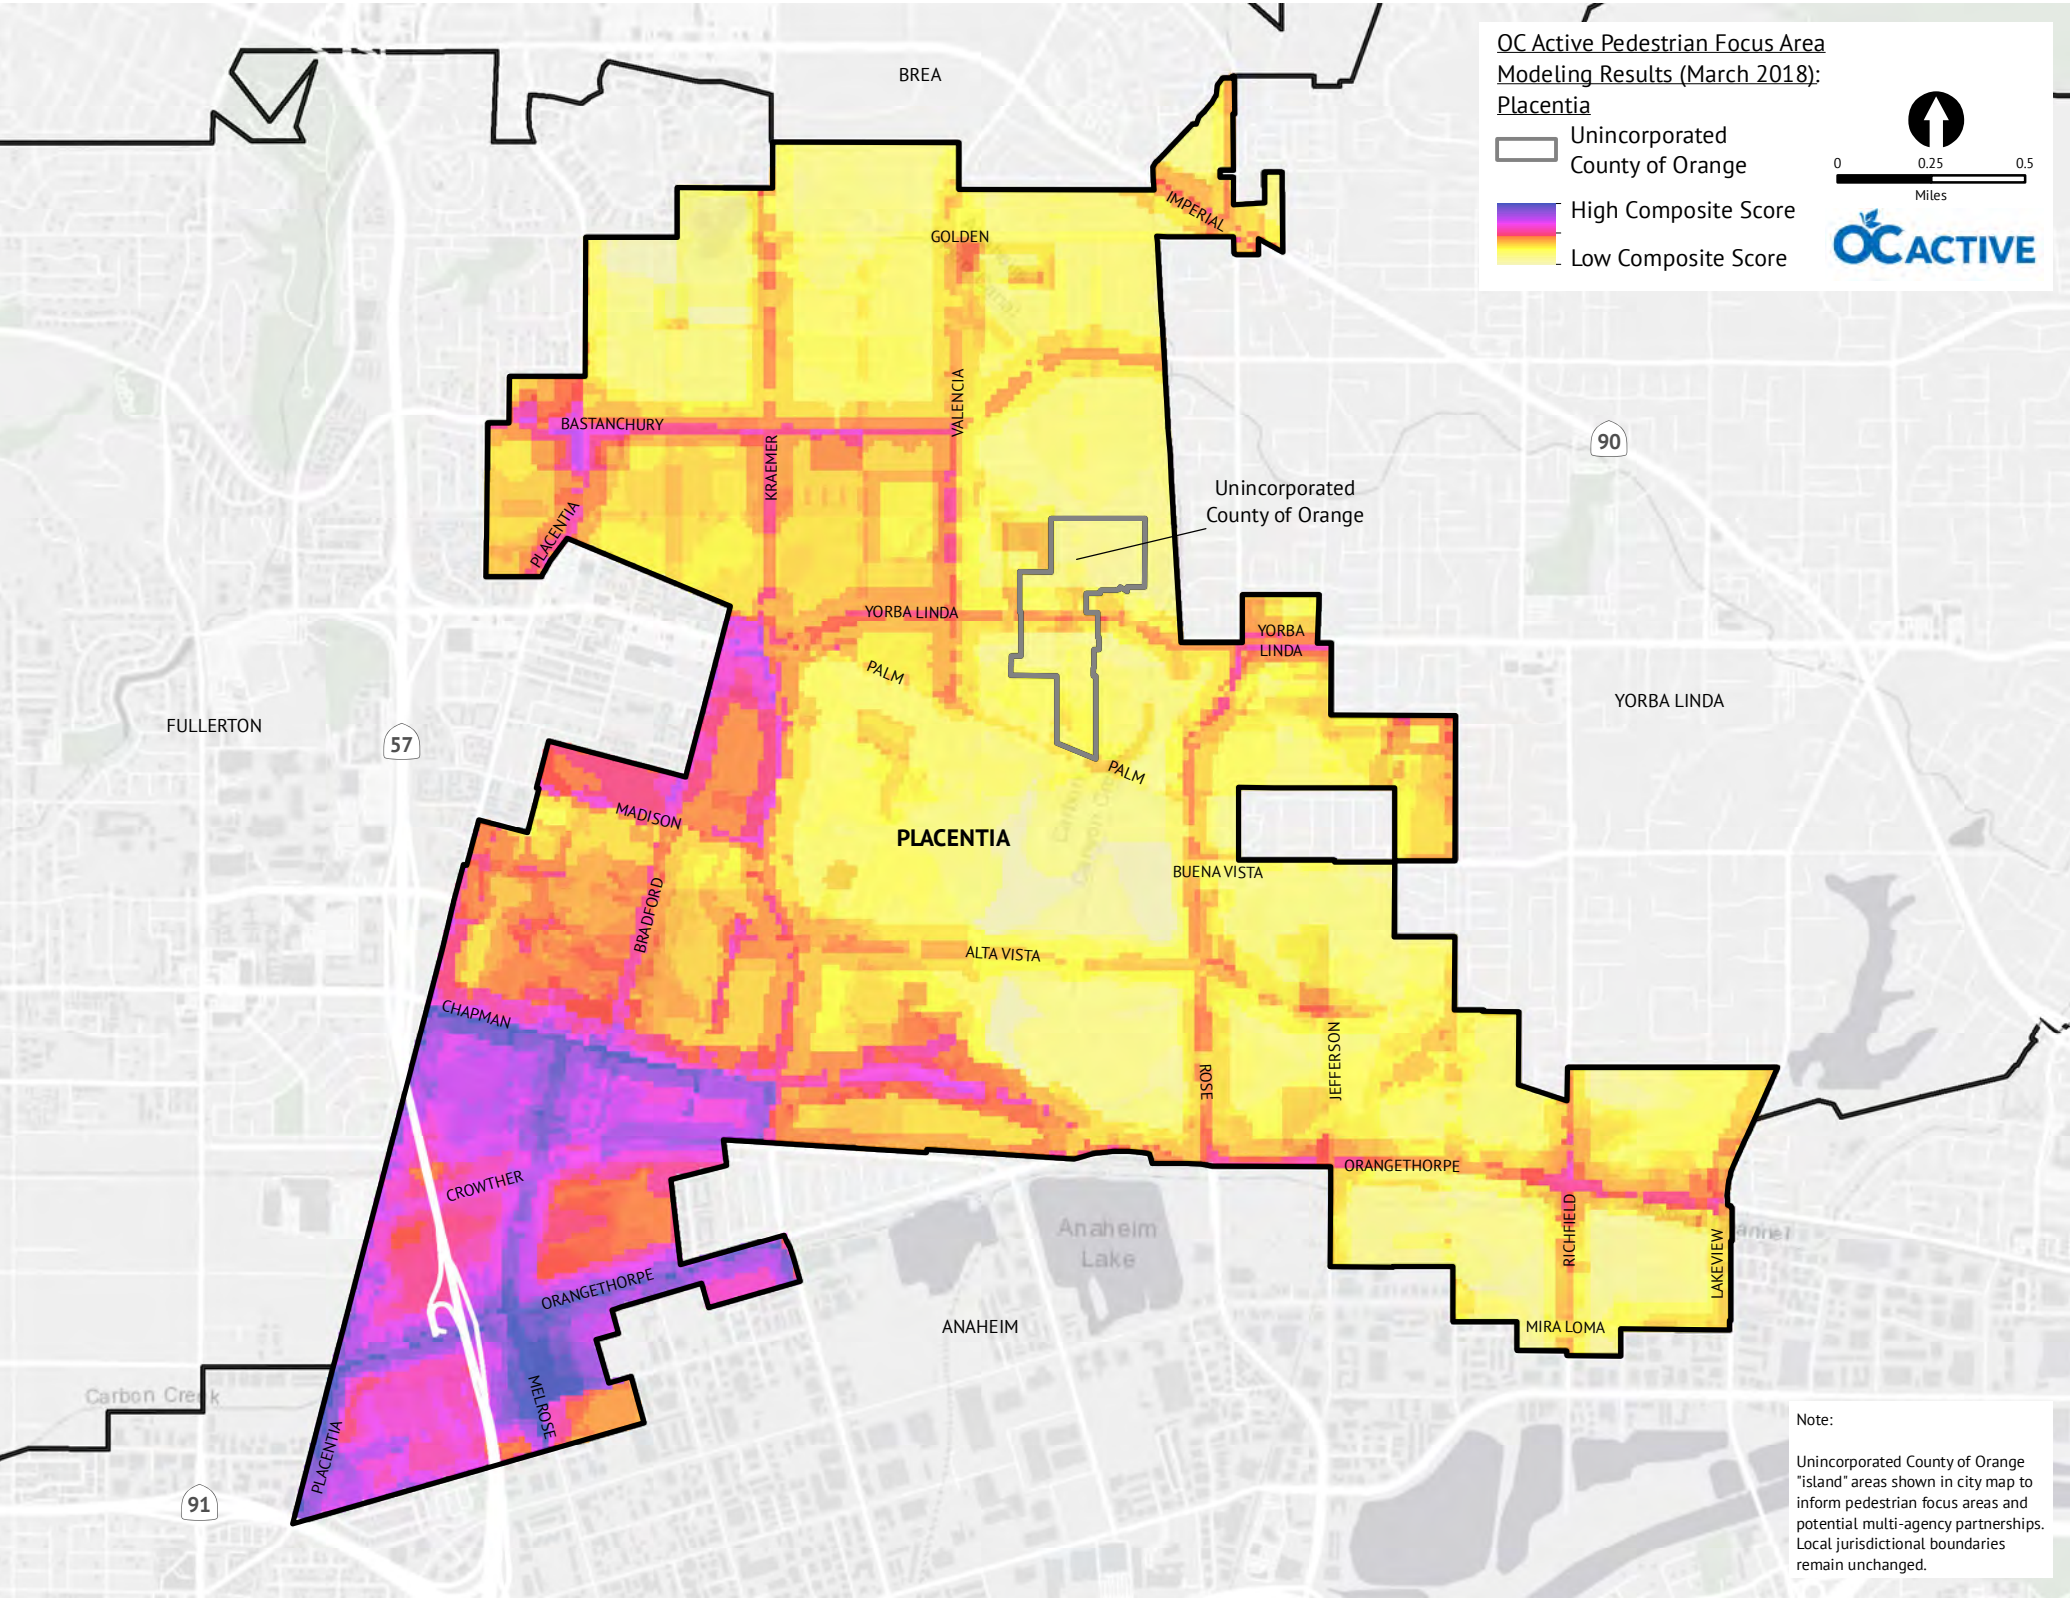 OC Active Pedestrian Focus Area
Modeling Results (March 2018):
Placentia
Unincorporated
County of Orange
High Composite Score
Low Composite Score
0 0.25 0.5
Miles
OC ACTIVE
BREA
IMPERIAL
GOLDEN
VALENCIA
BASTANCHURY
KRAEMER
90
PLACENTIA
Unincorporated
County of Orange
YORBA LINDA
YORBA
LINDA
PALM
YORBA LINDA
FULLERTON
57
PALM
MADISON
PLACENTIA
BUENA VISTA
BRADFORD
ALTA VISTA
CHAPMAN
JEFFERSON
ROSE
ORANGETHORPE
CROWTHER
RICHFIELD
Anaheim
Lake
annel
LAKEVIEW
ORANGETHORPE
ANAHEIM
MIRA LOMA
Carbon Creek
MELROSE
PLACENTIA
91
Note:
Unincorporated County of Orange
"island" areas shown in city map to
inform pedestrian focus areas and
potential multi-agency partnerships.
Local jurisdictional boundaries
remain unchanged.